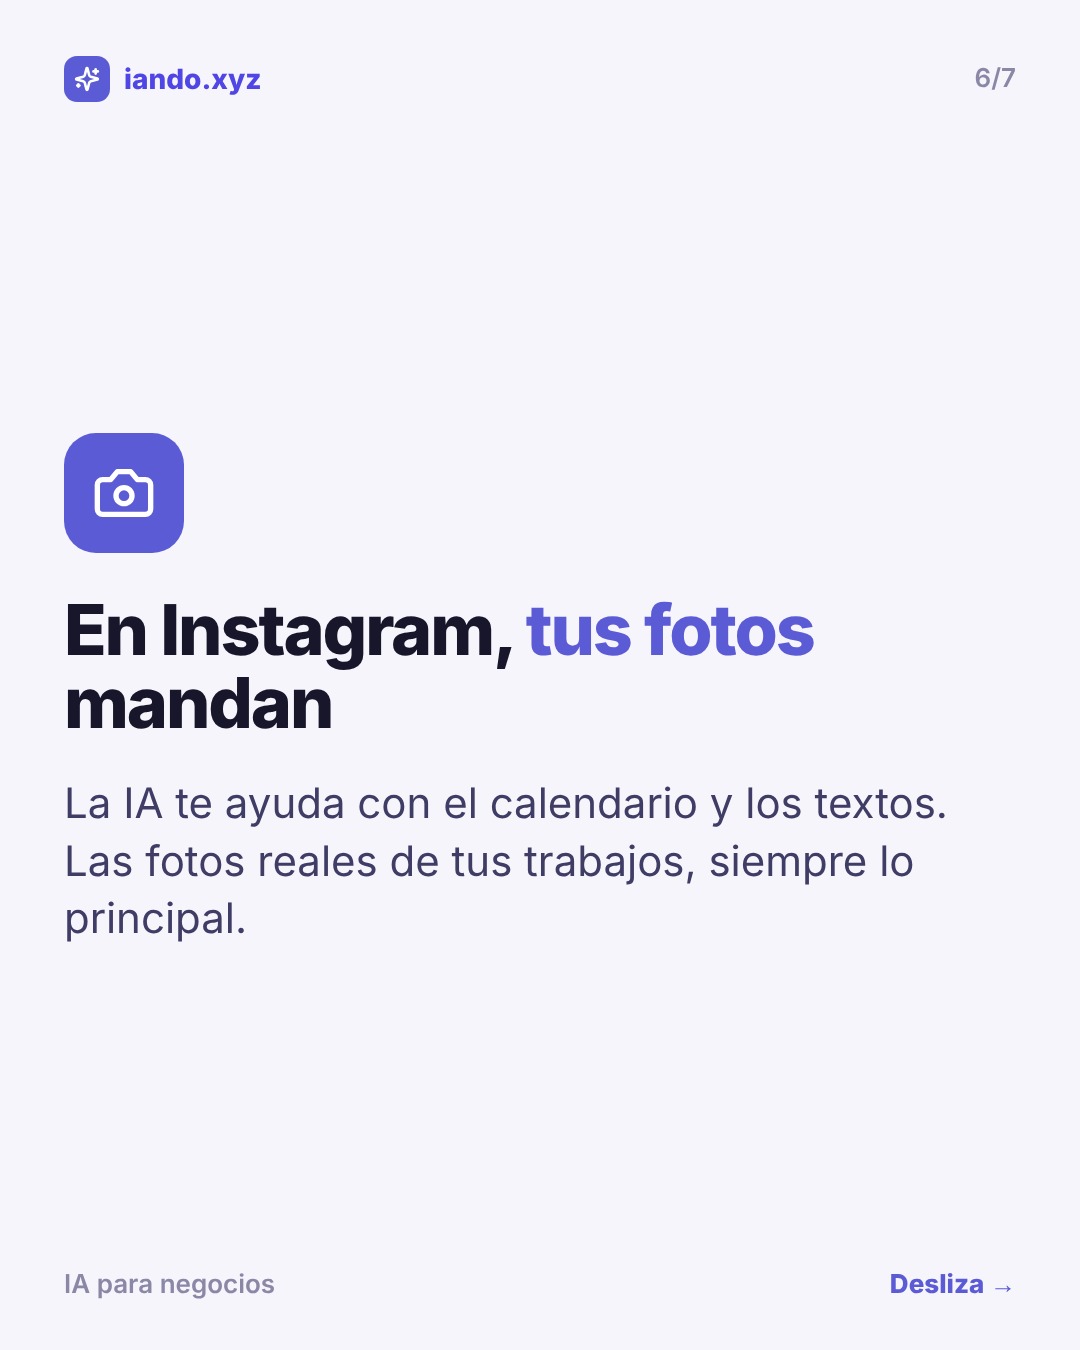 iando.xyz
6/7
En Instagram, tus fotos
mandan
La IA te ayuda con el calendario y los textos.
Las fotos reales de tus trabajos, siempre lo
principal.
IA para negocios
Desliza →